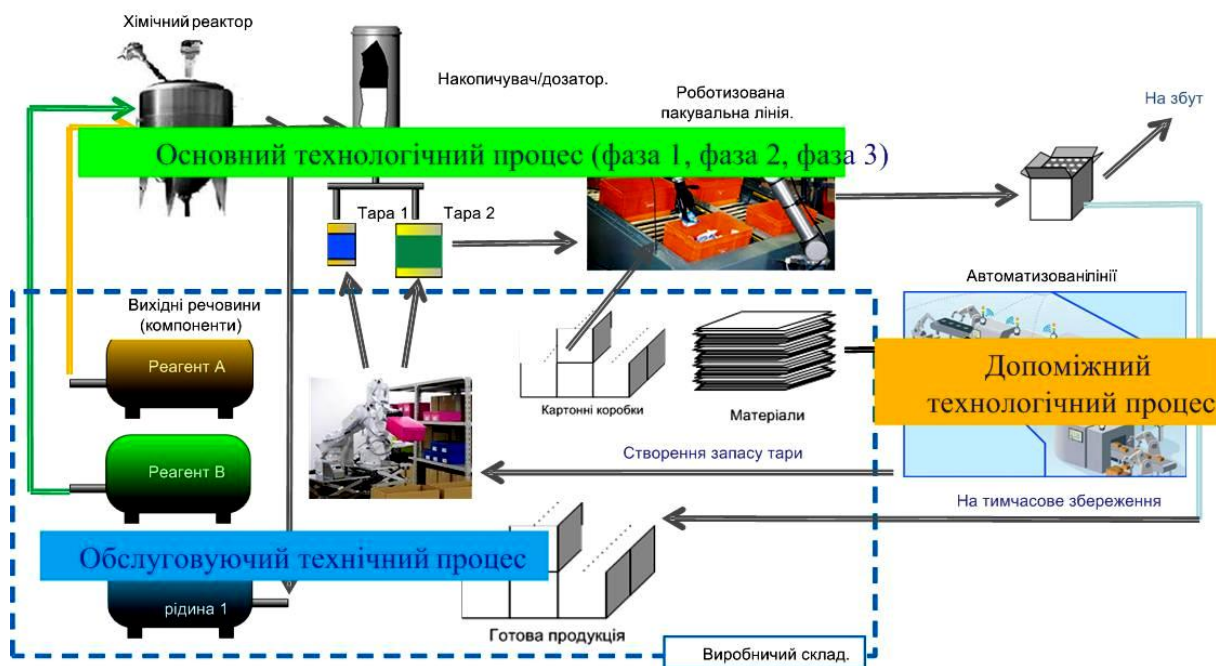 Хімічний реактор
Накопичувач/дозатор.
Роботизована
пакувальна лінія.
На збут
Основний технологічний процес (фаза 1, фаза 2, фаза 3)
Тара 1
Тара 2
Автоматизованілінії
Вихідні речовини
(компоненти)
Реагент А
Картонні коробки
Матеріали
Допоміжний
технологічний процес
Реагент В
Створення запасу тари
На тимчасове збереження
Обслуговуючий технічний процес
рідина 1
Готова продукція
Виробничий склад.